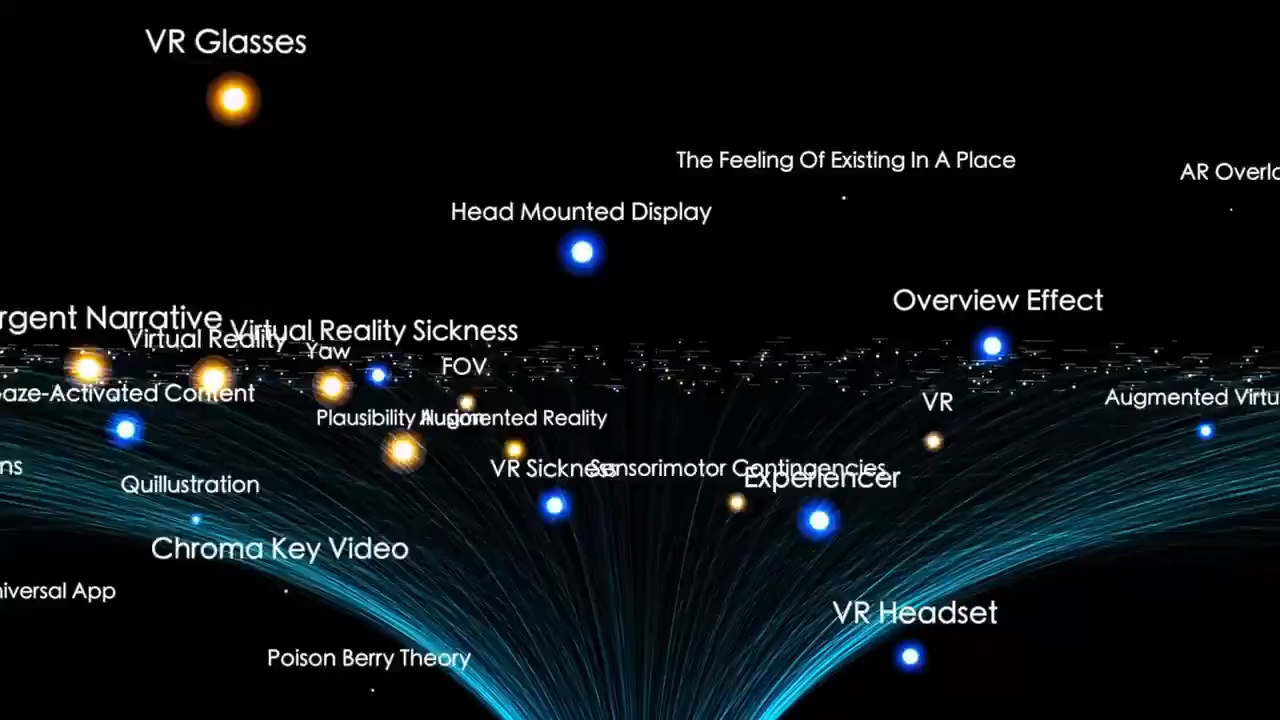 VR Glasses
The Feeling Of Existing In A Place
AR Overlo
Head Mounted Display
Overview Effect
rgent Narrative
Virtual Reality Sickness
Virtual Reality
Yaw
FOV
aze-Activated Content
Augmented Virtu
VR
Plausibility Illusion
Augmented Reality
ns
VR Sickness
Sensorimotor Contingencies
Experiencer
Quillustration
Chroma Key Video
niversal App
VR Headset
Poison Berry Theory